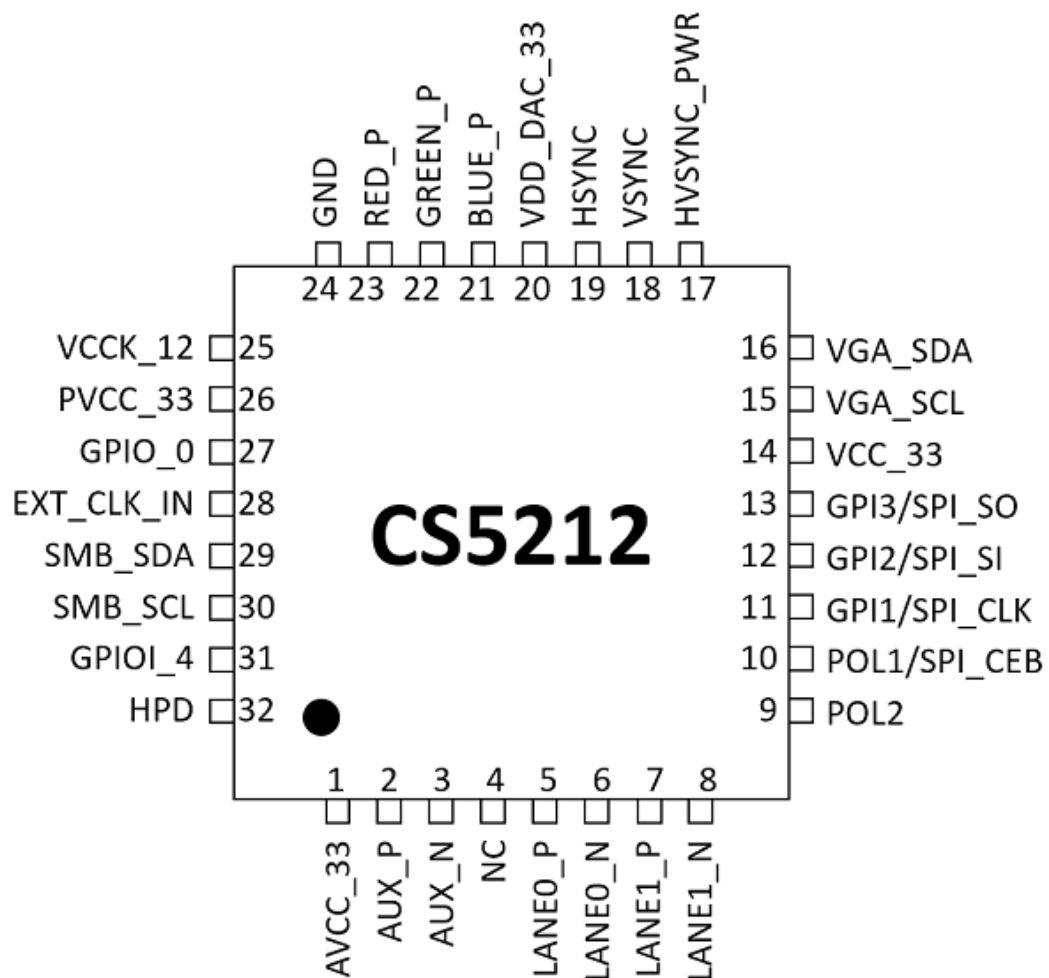 GND
RED_P
GREEN_P
BLUE_P
VDD_DAC_33
HSYNC
VSYNC
HVSYNC_PWR
24 23 22 21 20 19 18 17
VCCK_12 25
PVCC_33 26
GPIO_0 27
EXT_CLK_IN 28
SMB_SDA 29
SMB_SCL 30
GPIOI_4 31
HPD 32
CS5212
16 VGA_SDA
15 VGA_SCL
14 VCC_33
13 GPI3/SPI_SO
12 GPI2/SPI_SI
11 GPI1/SPI_CLK
10 POL1/SPI_CEB
9 POL2
1 2 3 4 5 6 7 8
AVCC_33
AUX_P
AUX_N
NC
LANE0_P
LANE0_N
LANE1_P
LANE1_N